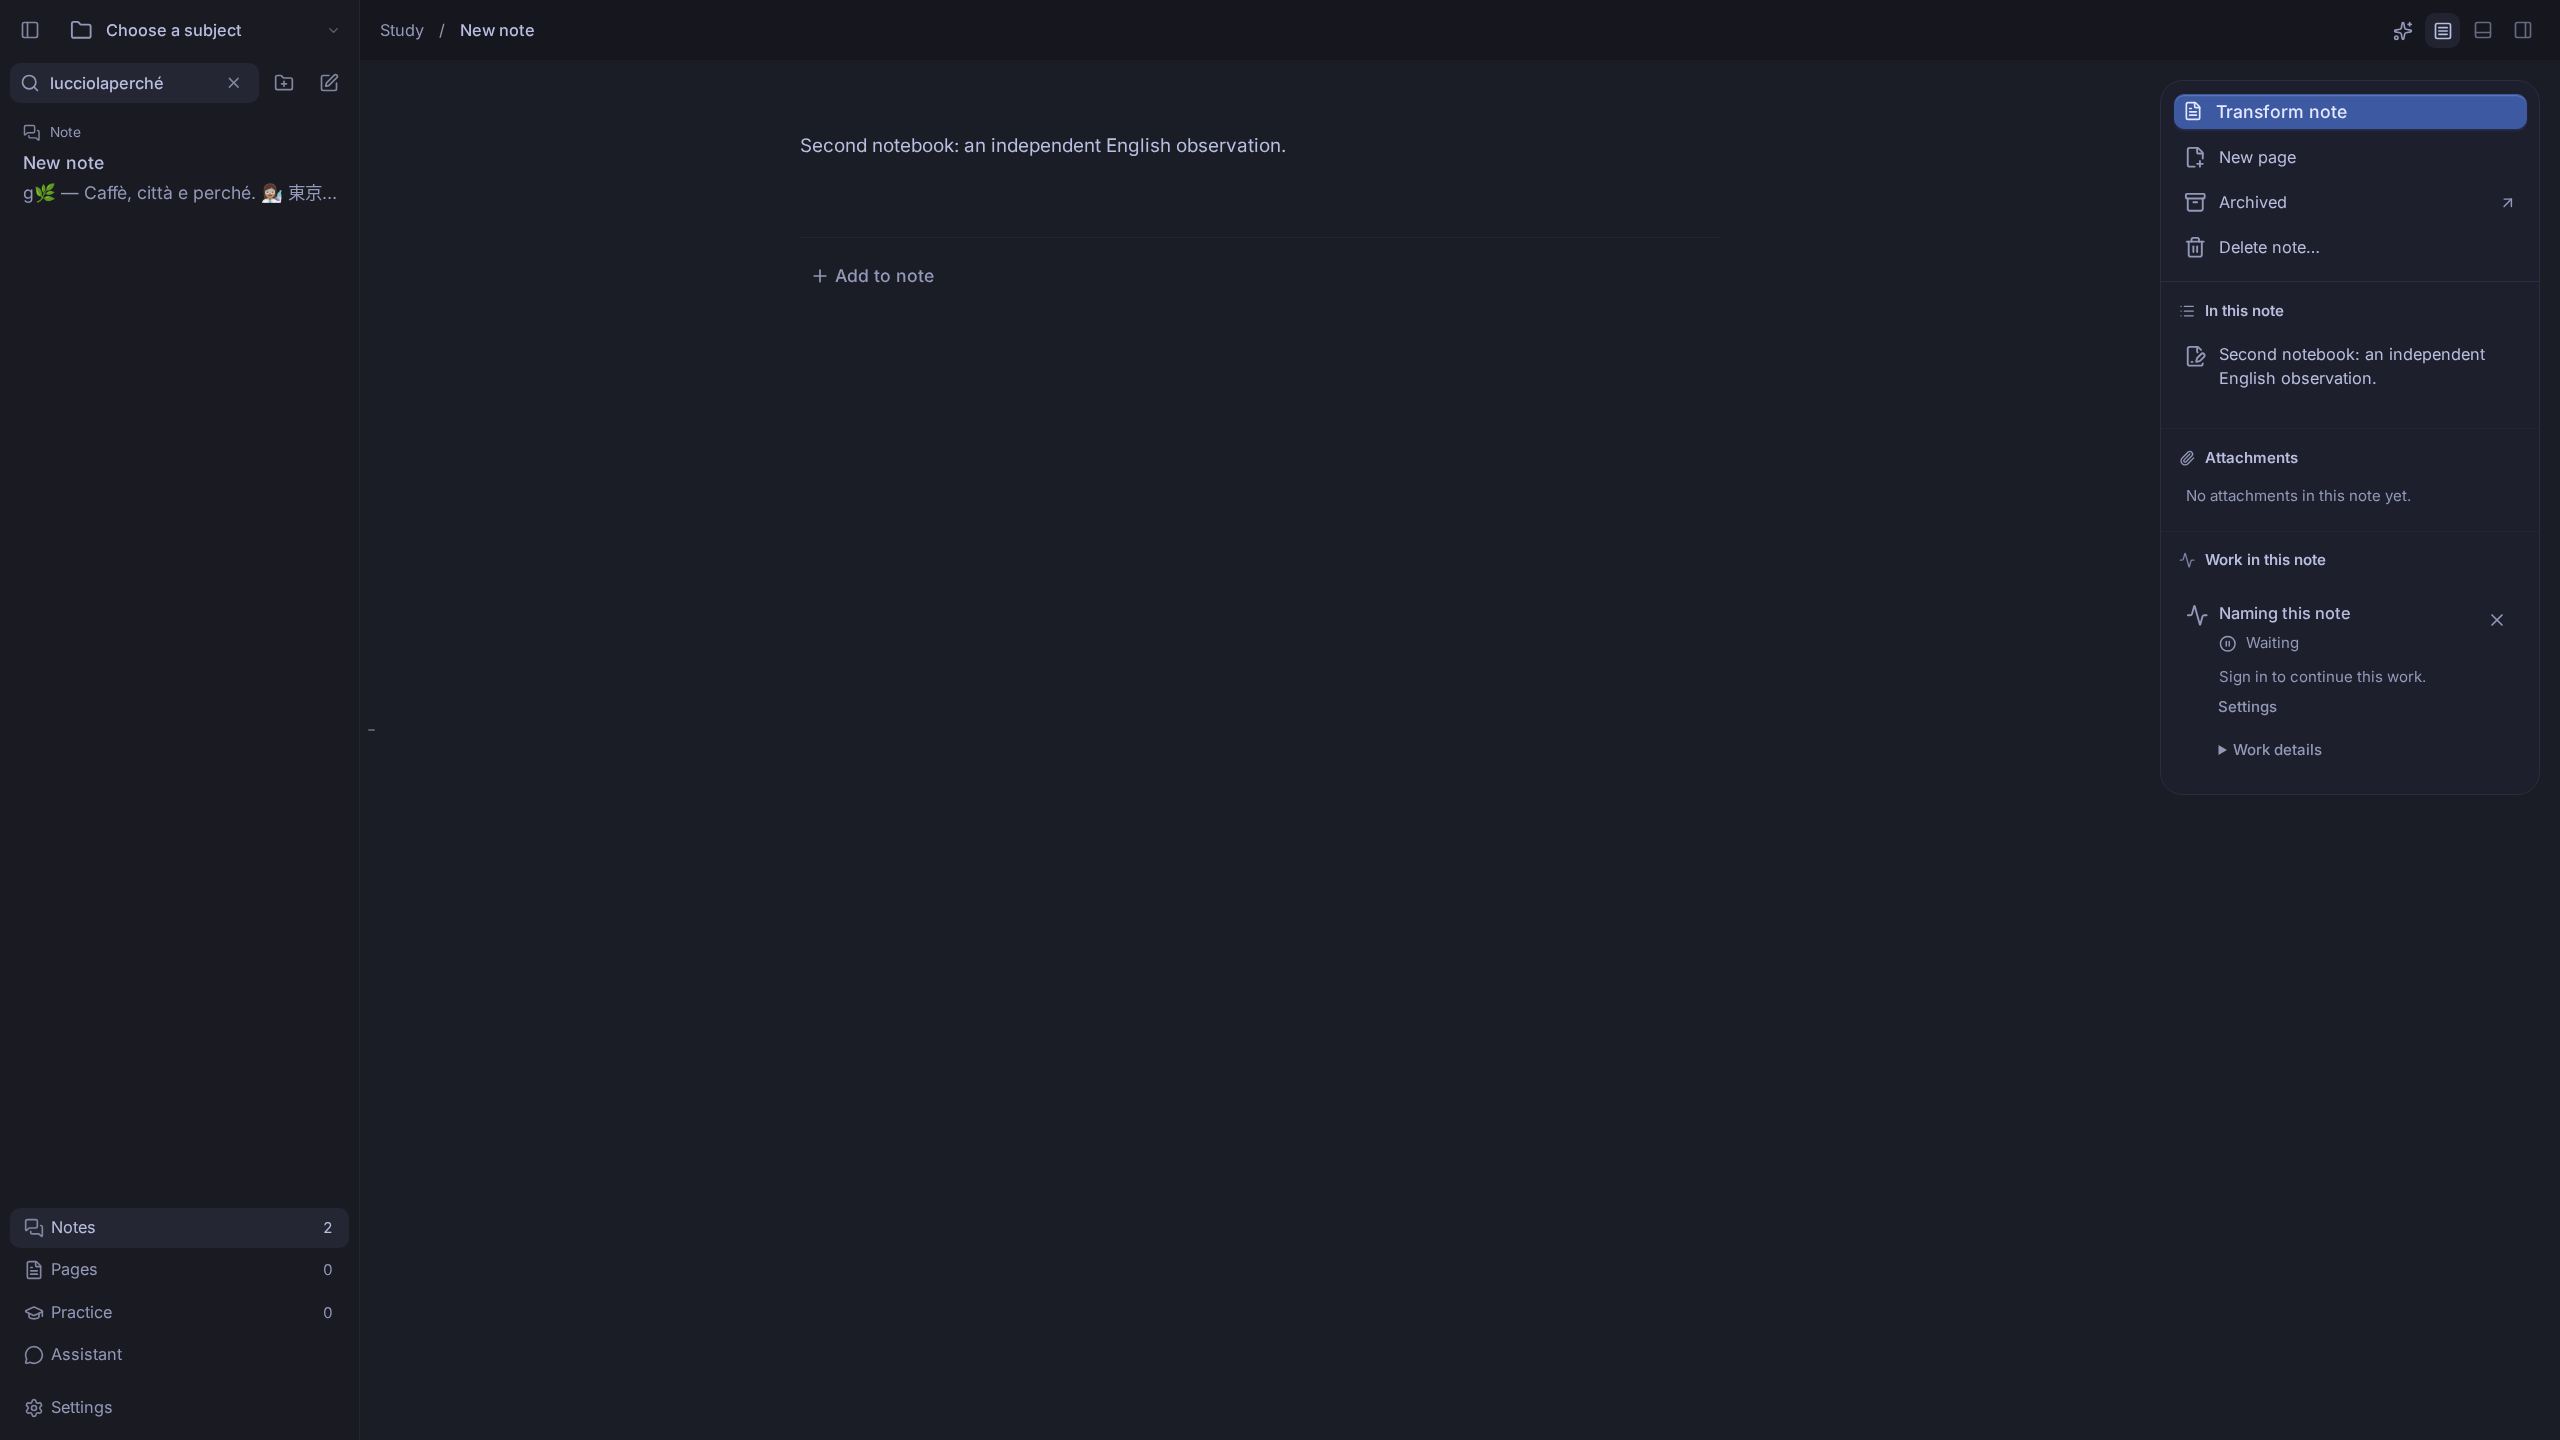 Choose a subject
lucciolaperché
Note
New note
g🌿 — Caffè, città e perché. 👩🏼‍🔬 東京...
Notes 2
Pages 0
Practice 0
Assistant
Settings
Study / New note
Second notebook: an independent English observation.
+ Add to note
Transform note
New page
Archived
Delete note...
In this note
Second notebook: an independent
English observation.
Attachments
No attachments in this note yet.
Work in this note
Naming this note
Waiting
Sign in to continue this work.
Settings
Work details